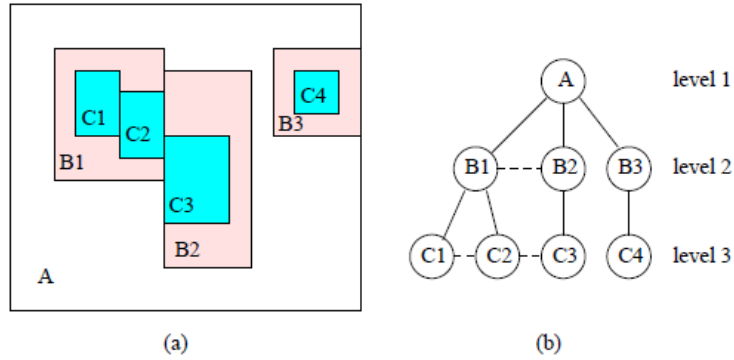 C1
C2
B1
C3
B2
A
C4
B3
(a)
A
level 1
B1
B2
B3
level 2
C1
C2
C3
C4
level 3
(b)